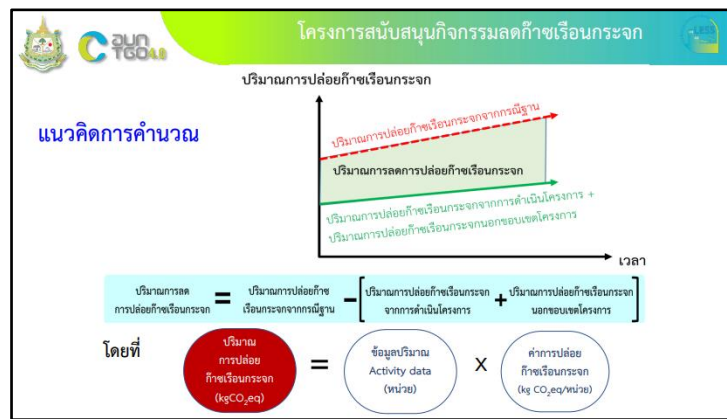 อบก
TGO 4.0
โครงการสนับสนุนกิจกรรมลดก๊าซเรือนกระจก
LESS
ปริมาณการปล่อยก๊าซเรือนกระจก
แนวคิดการคำนวณ
ปริมาณการปล่อยก๊าซเรือนกระจกจากกรณีฐาน
ปริมาณการลดการปล่อยก๊าซเรือนกระจก
ปริมาณการปล่อยก๊าซเรือนกระจกจากการดำเนินโครงการ +
ปริมาณการปล่อยก๊าซเรือนกระจกนอกขอบเขตโครงการ
เวลา
ปริมาณการลด
การปล่อยก๊าซเรือนกระจก
=
ปริมาณการปล่อยก๊าซ
เรือนกระจกจากกรณีฐาน
-
[
ปริมาณการปล่อยก๊าซเรือนกระจก
จากการดำเนินโครงการ
+
ปริมาณการปล่อยก๊าซเรือนกระจก
นอกขอบเขตโครงการ
]
โดยที่
ปริมาณ
การปล่อย
ก๊าซเรือนกระจก
(kgCO₂eq)
=
ข้อมูลปริมาณ
Activity data
(หน่วย)
X
ค่าการปล่อย
ก๊าซเรือนกระจก
(kg CO₂eq/หน่วย)